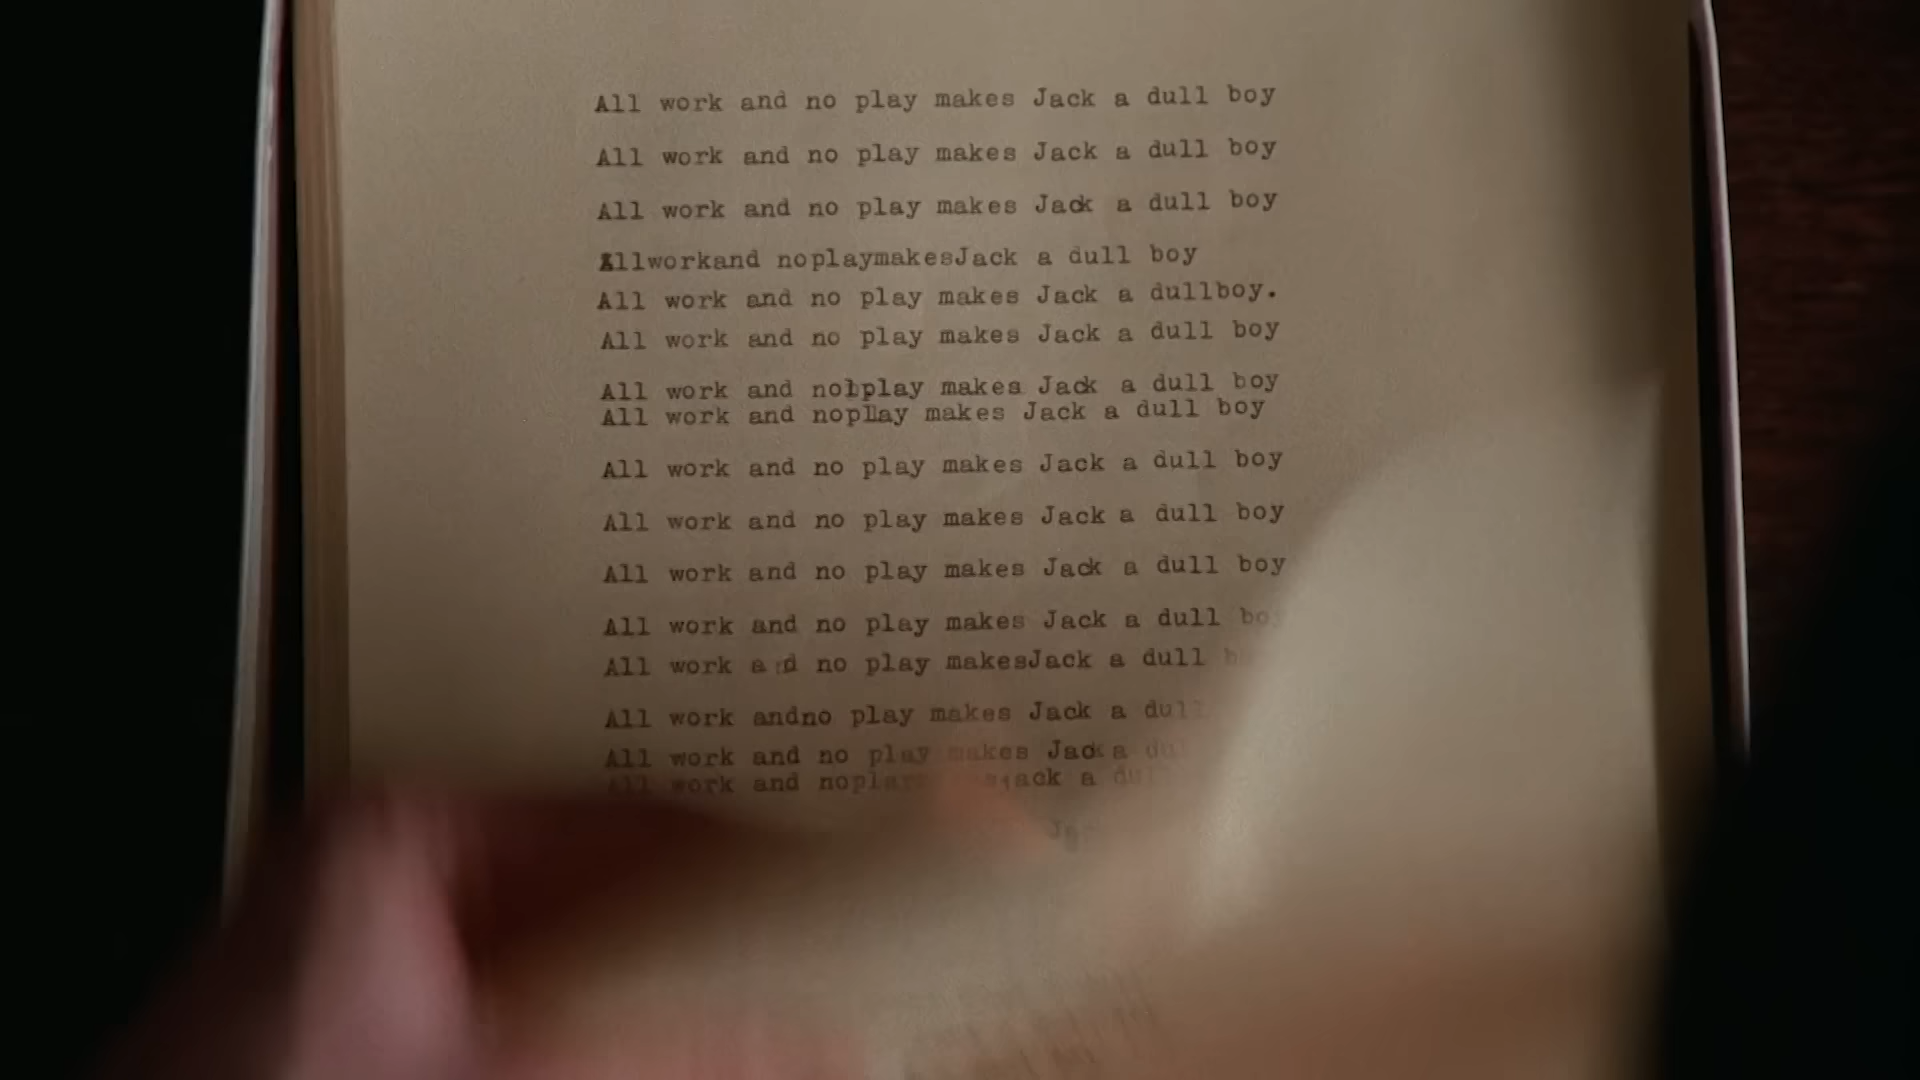 All work and no play makes Jack a dull boy
All work and no play makes Jack a dull boy
All work and no play makes Jack a dull boy
Allworkand noplaymakesJack a dull boy
All work and no play makes Jack a dullboy.
All work and no play makes Jack a dull boy
All work and nolplay makes Jack a dull boy
All work and nopllay makes Jack a dull boy
All work and no play makes Jack a dull boy
All work and no play makes Jack a dull boy
All work and no play makes Jack a dull boy
All work and no play makes Jack a dull
All work a d no play makesJack a dull
All work andno play makes Jack a dull
All work and no play makes Jack a
All work and noplay ack a